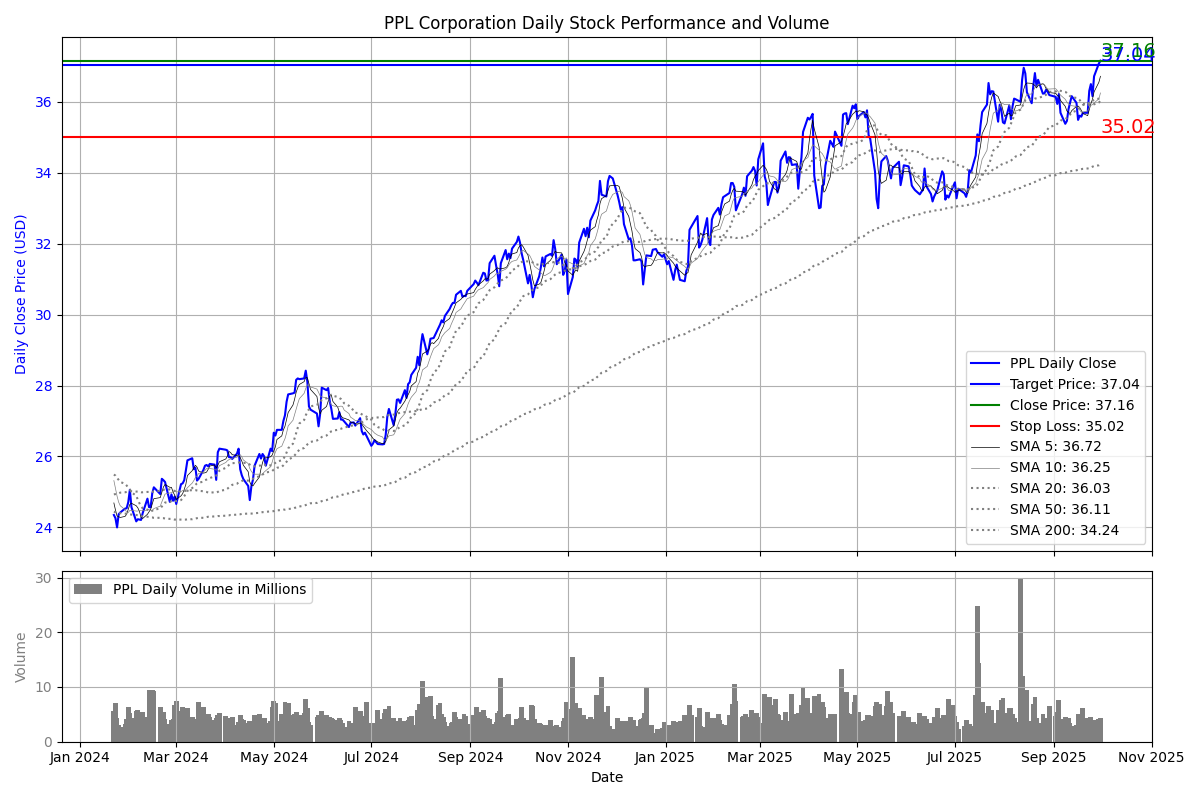 PPL Corporation Daily Stock Performance and Volume
37.16
37.04
35.02
Daily Close Price (USD)
36
34
32
30
28
26
24
PPL Daily Close
Target Price: 37.04
Close Price: 37.16
Stop Loss: 35.02
SMA 5: 36.72
SMA 10: 36.25
SMA 20: 36.03
SMA 50: 36.11
SMA 200: 34.24
PPL Daily Volume in Millions
Volume
30
20
10
0
Jan 2024 Mar 2024 May 2024 Jul 2024 Sep 2024 Nov 2024 Jan 2025 Mar 2025 May 2025 Jul 2025 Sep 2025 Nov 2025
Date